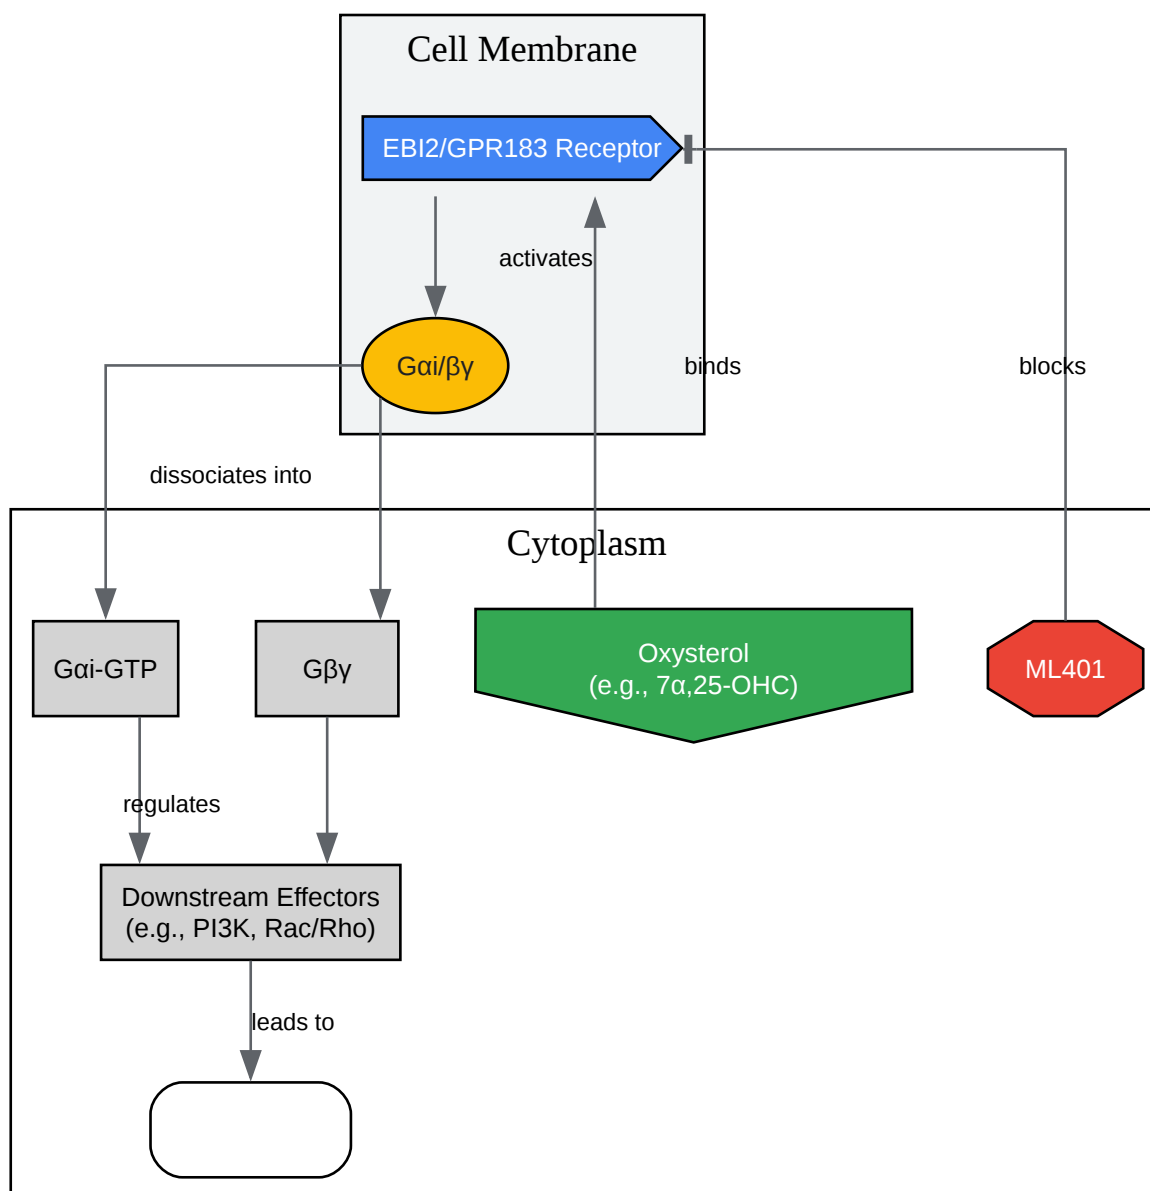 Cell Membrane
EBI2/GPR183 Receptor
activates
Gαi/βγ
binds
blocks
dissociates into
Cytoplasm
Gαi-GTP
Gβγ
Oxysterol
(e.g., 7α,25-OHC)
ML401
regulates
Downstream Effectors
(e.g., PI3K, Rac/Rho)
leads to